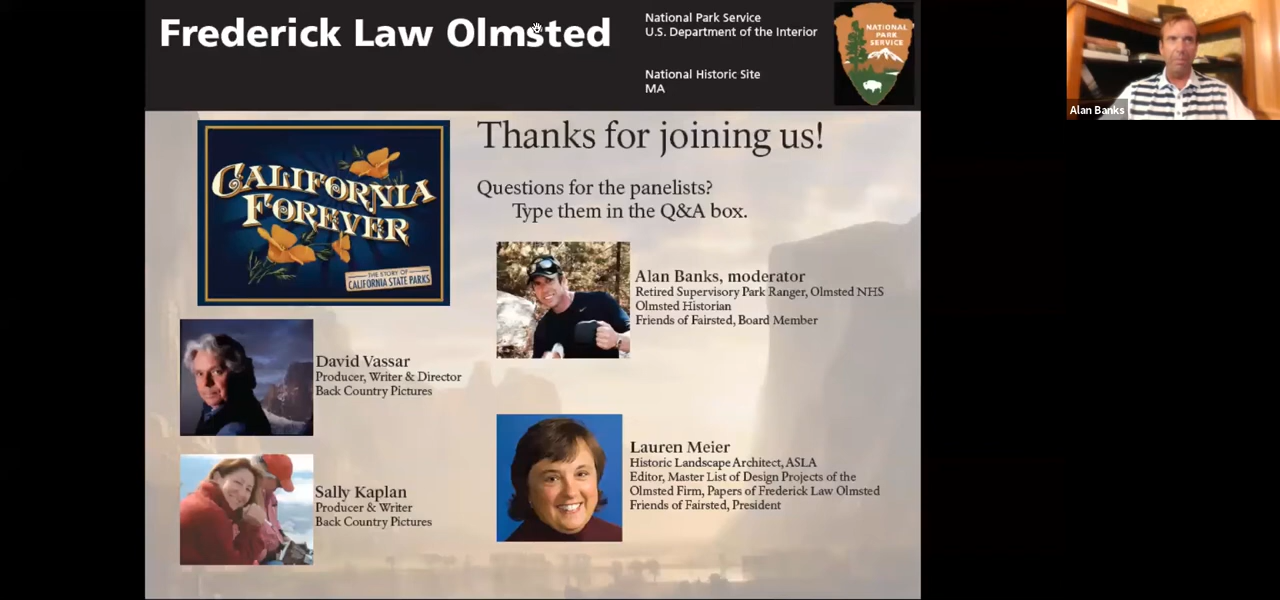 Frederick Law Olmsted
National Park Service
U.S. Department of the Interior
National Historic Site
MA
NATIONAL
PARK
SERVICE
Alan Banks
CALIFORNIA
FOREVER
THE STORY OF
CALIFORNIA STATE PARKS
Thanks for joining us!
Questions for the panelists?
Type them in the Q&A box.
Alan Banks, moderator
Retired Supervisory Park Ranger, Olmsted NHS
Olmsted Historian
Friends of Fairsted, Board Member
David Vassar
Producer, Writer & Director
Back Country Pictures
Lauren Meier
Historic Landscape Architect, ASLA
Editor, Master List of Design Projects of the
Olmsted Firm, Papers of Frederick Law Olmsted
Friends of Fairsted, President
Sally Kaplan
Producer & Writer
Back Country Pictures